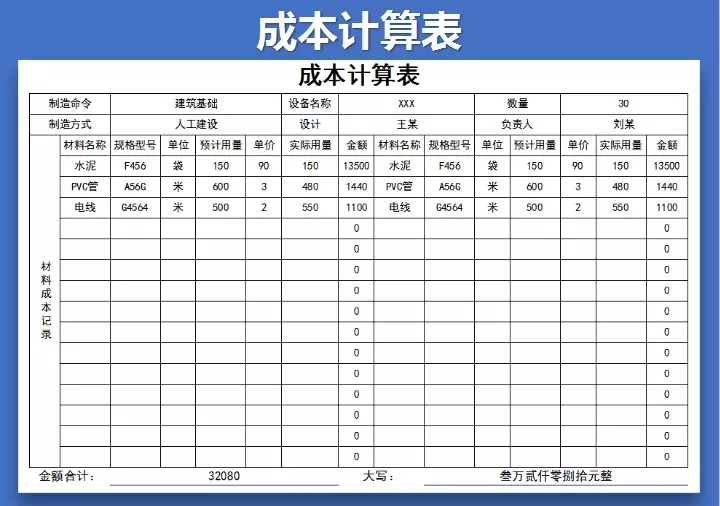 成本计算表
成本计算表
制造命令 建筑基础 设备名称 XXX 数量 30
制造方式 人工建设 设计 王某 负责人 刘某
材料名称 规格型号 单位 预计用量 单价 实际用量 金额 材料名称 规格型号 单位 预计用量 单价 实际用量 金额
水泥 F456 袋 150 90 150 13500 水泥 F456 袋 150 90 150 13500
PVC管 A56G 米 600 3 480 1440 PVC管 A56G 米 600 3 480 1440
电线 G4564 米 500 2 550 1100 电线 G4564 米 500 2 550 1100
0 0
0 0
0 0
0 0
0 0
0 0
0 0
0 0
0 0
0 0
0 0
0 0
材料成本记录
金额合计： 32080 大写： 叁万贰仟零捌拾元整